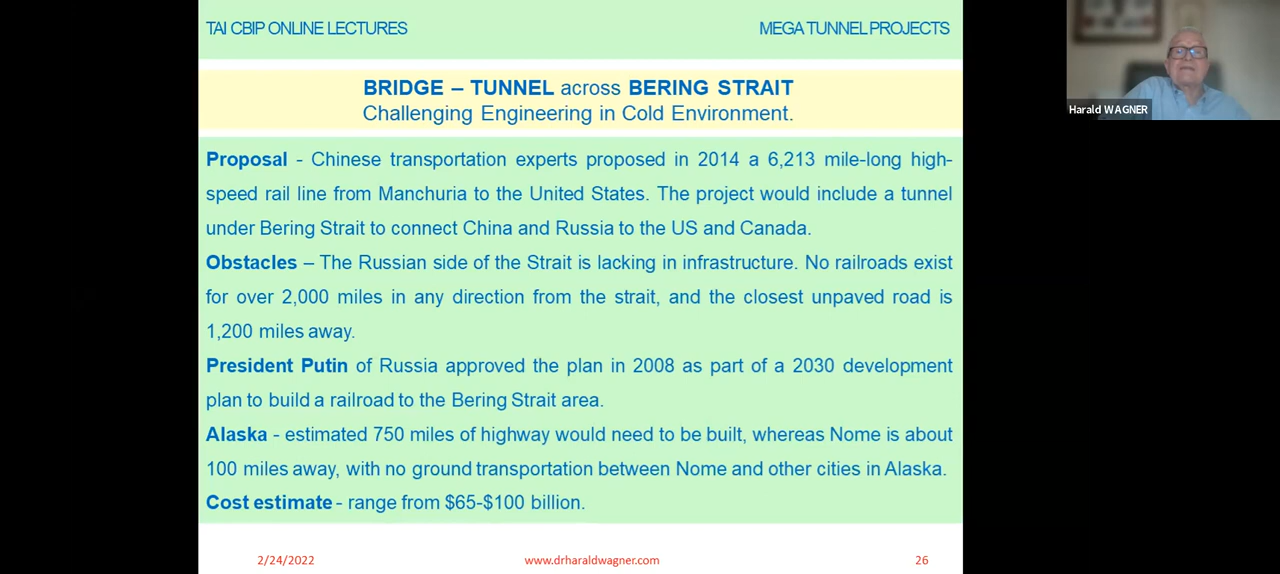 TAI CBIP ONLINE LECTURES
MEGA TUNNEL PROJECTS
Harald WAGNER
BRIDGE – TUNNEL across BERING STRAIT
Challenging Engineering in Cold Environment.
Proposal - Chinese transportation experts proposed in 2014 a 6,213 mile-long high-
speed rail line from Manchuria to the United States. The project would include a tunnel
under Bering Strait to connect China and Russia to the US and Canada.
Obstacles – The Russian side of the Strait is lacking in infrastructure. No railroads exist
for over 2,000 miles in any direction from the strait, and the closest unpaved road is
1,200 miles away.
President Putin of Russia approved the plan in 2008 as part of a 2030 development
plan to build a railroad to the Bering Strait area.
Alaska - estimated 750 miles of highway would need to be built, whereas Nome is about
100 miles away, with no ground transportation between Nome and other cities in Alaska.
Cost estimate - range from $65-$100 billion.
2/24/2022
www.drharaldwagner.com
26